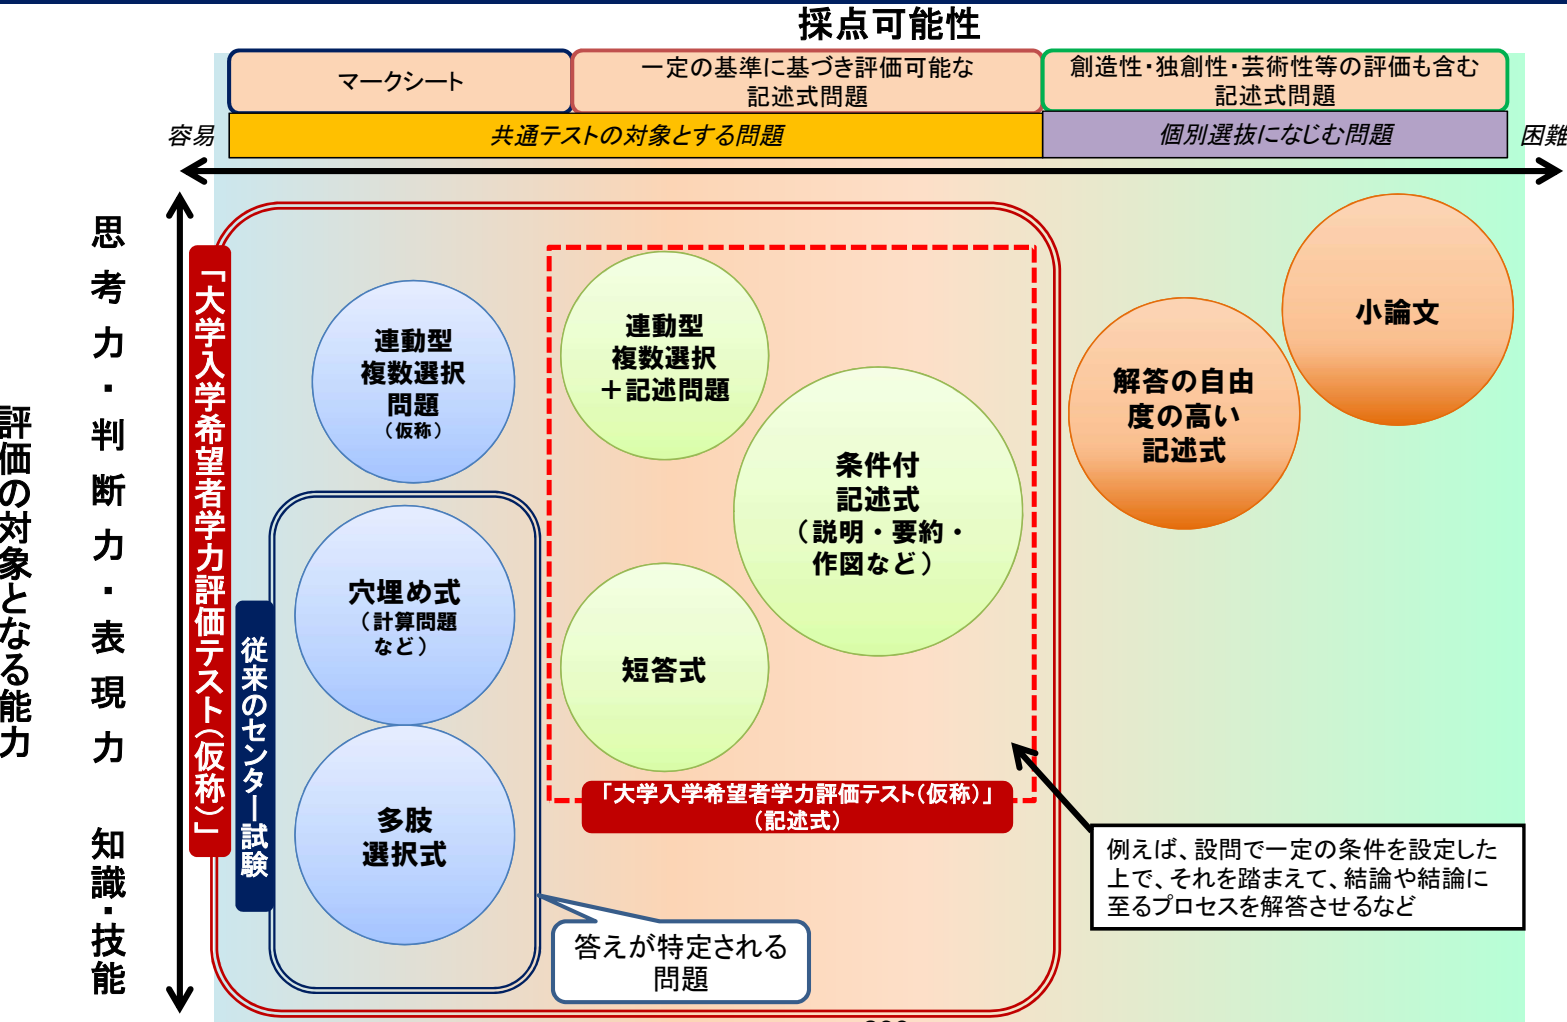 採点可能性
マークシート
一定の基準に基づき評価可能な
記述式問題
創造性・独創性・芸術性等の評価も含む
記述式問題
容易
共通テストの対象とする問題
個別選抜になじむ問題
困難
評価の対象となる能力
思考力・判断力・表現力
知識・技能
「大学入学希望者学力評価テスト(仮称)」
従来のセンター試験
連動型
複数選択
問題
(仮称)
穴埋め式
(計算問題
など)
多肢
選択式
連動型
複数選択
＋記述問題
条件付
記述式
(説明・要約・
作図など)
短答式
「大学入学希望者学力評価テスト(仮称)」
(記述式)
解答の自由
度の高い
記述式
小論文
例えば、設問で一定の条件を設定した
上で、それを踏まえて、結論や結論に
至るプロセスを解答させるなど
答えが特定される
問題